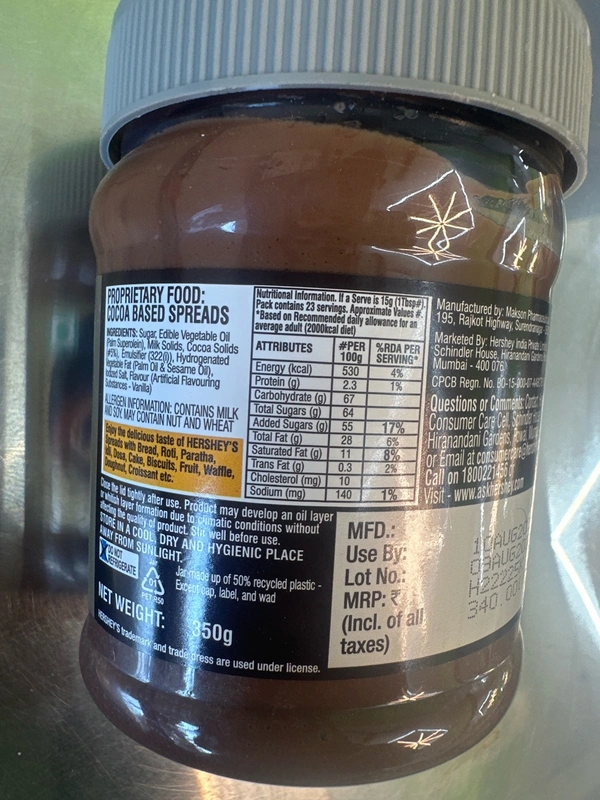 PROPRIETARY FOOD:
COCOA BASED SPREADS
INGREDIENTS: Sugar, Edible Vegetable Oil
Palm Superolein), Milk Solids, Cocoa Solids
Emulsifier (322(i)), Hydrogenated
Vegetable Fat (Palm Oil & Sesame Oil),
Iodized Salt, Flavour (Artificial Flavouring
Substances - Vanilla)
ALLERGEN INFORMATION: CONTAINS MILK
AND SOY. MAY CONTAIN NUT AND WHEAT
Enjoy the delicious taste of HERSHEY'S
Spreads with Bread, Roti, Paratha,
Idli, Dosa, Cake, Biscuits, Fruit, Waffle,
Doughnut, Croissant etc.
Nutritional Information. If a Serve is 15g (1Tbsp#).
Pack contains 23 servings. Approximate Values #.
*Based on Recommended daily allowance for an
average adult (2000kcal diet)
ATTRIBUTES #PER 100g %RDA PER SERVING*
Energy (kcal) 530 4%
Protein (g) 2.3 1%
Carbohydrate (g) 67
Total Sugars (g) 64
Added Sugars (g) 55 17%
Total Fat (g) 28 6%
Saturated Fat (g) 11 8%
Trans Fat (g) 0.3 2%
Cholesterol (mg) 10
Sodium (mg) 140 1%
Manufactured by: Makson
195, Rajkot Highway,
Marketed By: Hershey India
Schindler House, Hiranandani
Mumbai - 400 076
CPCB Regn. No.
Questions or Comments: Contact
Consumer Care Cell,
Hiranandani Gardens,
or Email at
Call on
Visit - www.askhershey.com
Close the lid tightly after use. Product may develop an oil layer
or whitish layer formation due to climatic conditions without
affecting the quality of product. Stir well before use.
STORE IN A COOL, DRY AND HYGIENIC PLACE
AWAY FROM SUNLIGHT.
DO NOT
REFRIGERATE
01
PET R50
Jar made up of 50% recycled plastic -
Except cap, label, and wad
NET WEIGHT: 350g
HERSHEY'S trademark and trade dress are used under license.
MFD.: 10AUG
Use By: AUG
Lot No.:
MRP: ₹ 340.00
(Incl. of all
taxes)